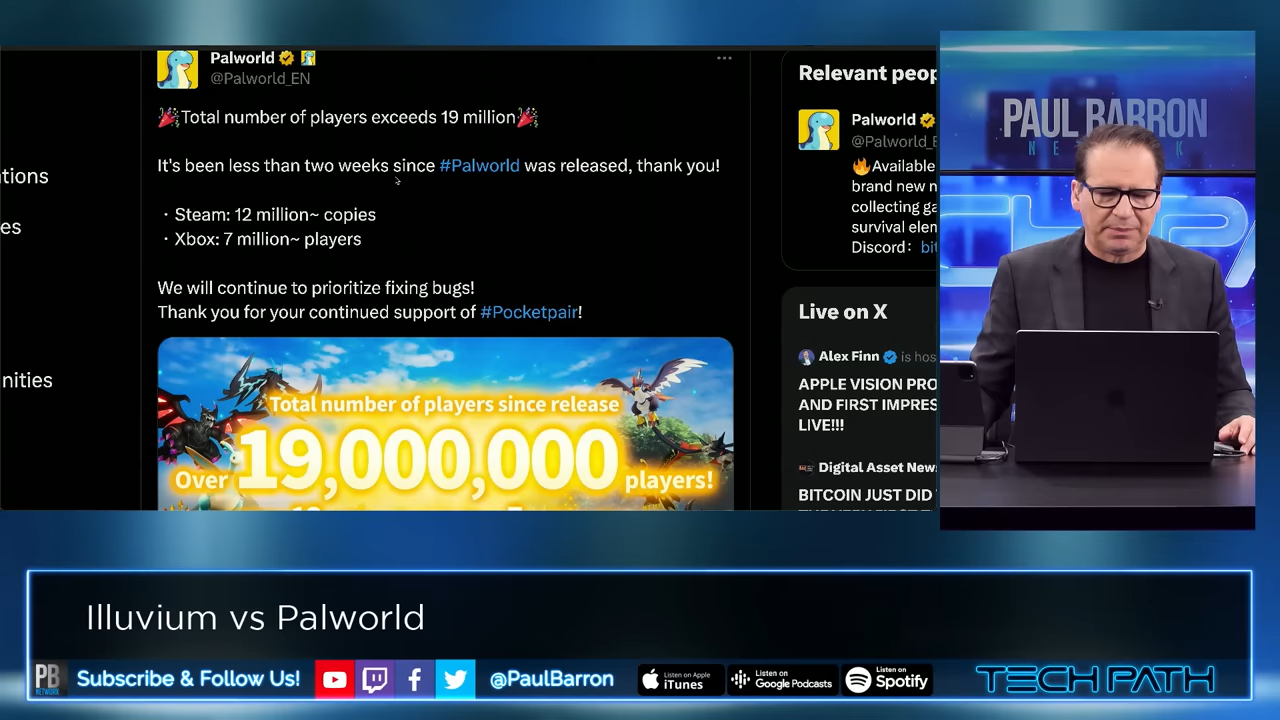 Palworld
@Palworld_EN
🎉Total number of players exceeds 19 million🎉
It's been less than two weeks since #Palworld was released, thank you!
・Steam: 12 million~ copies
・Xbox: 7 million~ players
We will continue to prioritize fixing bugs!
Thank you for your continued support of #Pocketpair!
Total number of players since release
Over 19,000,000 players!
tions
es
nities
Relevant peop
Palworld
@Palworld_E
🔥Available
brand new n
collecting ga
survival elem
Discord: bit
Live on X
Alex Finn is hos
APPLE VISION PRO
AND FIRST IMPRES
LIVE!!!
Digital Asset News
BITCOIN JUST DID
PAUL BARRON
NETWORK
Illuvium vs Palworld
PB
NETWORK
Subscribe & Follow Us!
@PaulBarron
Listen on Apple
iTunes
Listen on
Google Podcasts
Listen on
Spotify
TECH PATH